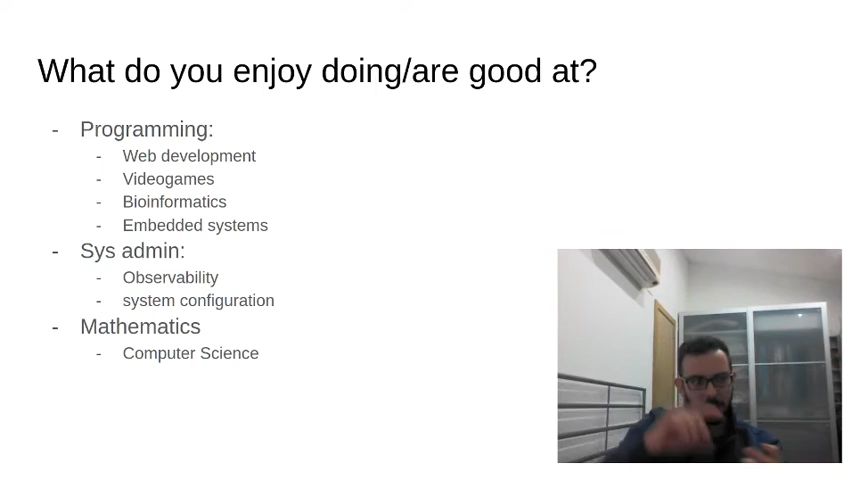 What do you enjoy doing/are good at?
- Programming:
- Web development
- Videogames
- Bioinformatics
- Embedded systems
- Sys admin:
- Observability
- system configuration
- Mathematics
- Computer Science